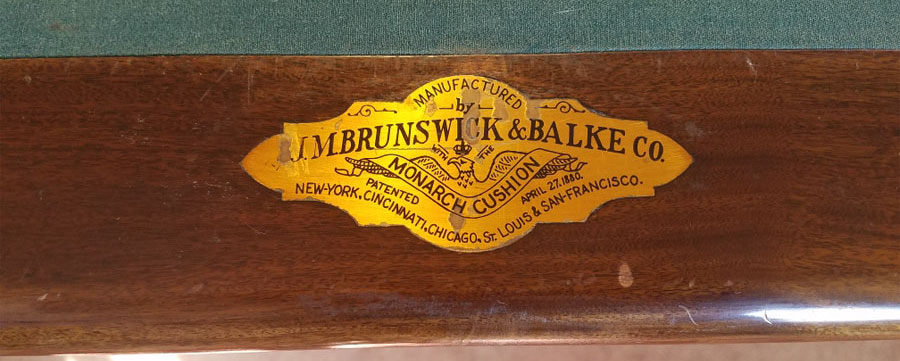 MANUFACTURED
by
J.M. BRUNSWICK & BALKE CO.
WITH THE
MONARCH CUSHION
PATENTED APRIL 27. 1880.
NEW-YORK, CINCINNATI, CHICAGO, ST. LOUIS & SAN-FRANCISCO.